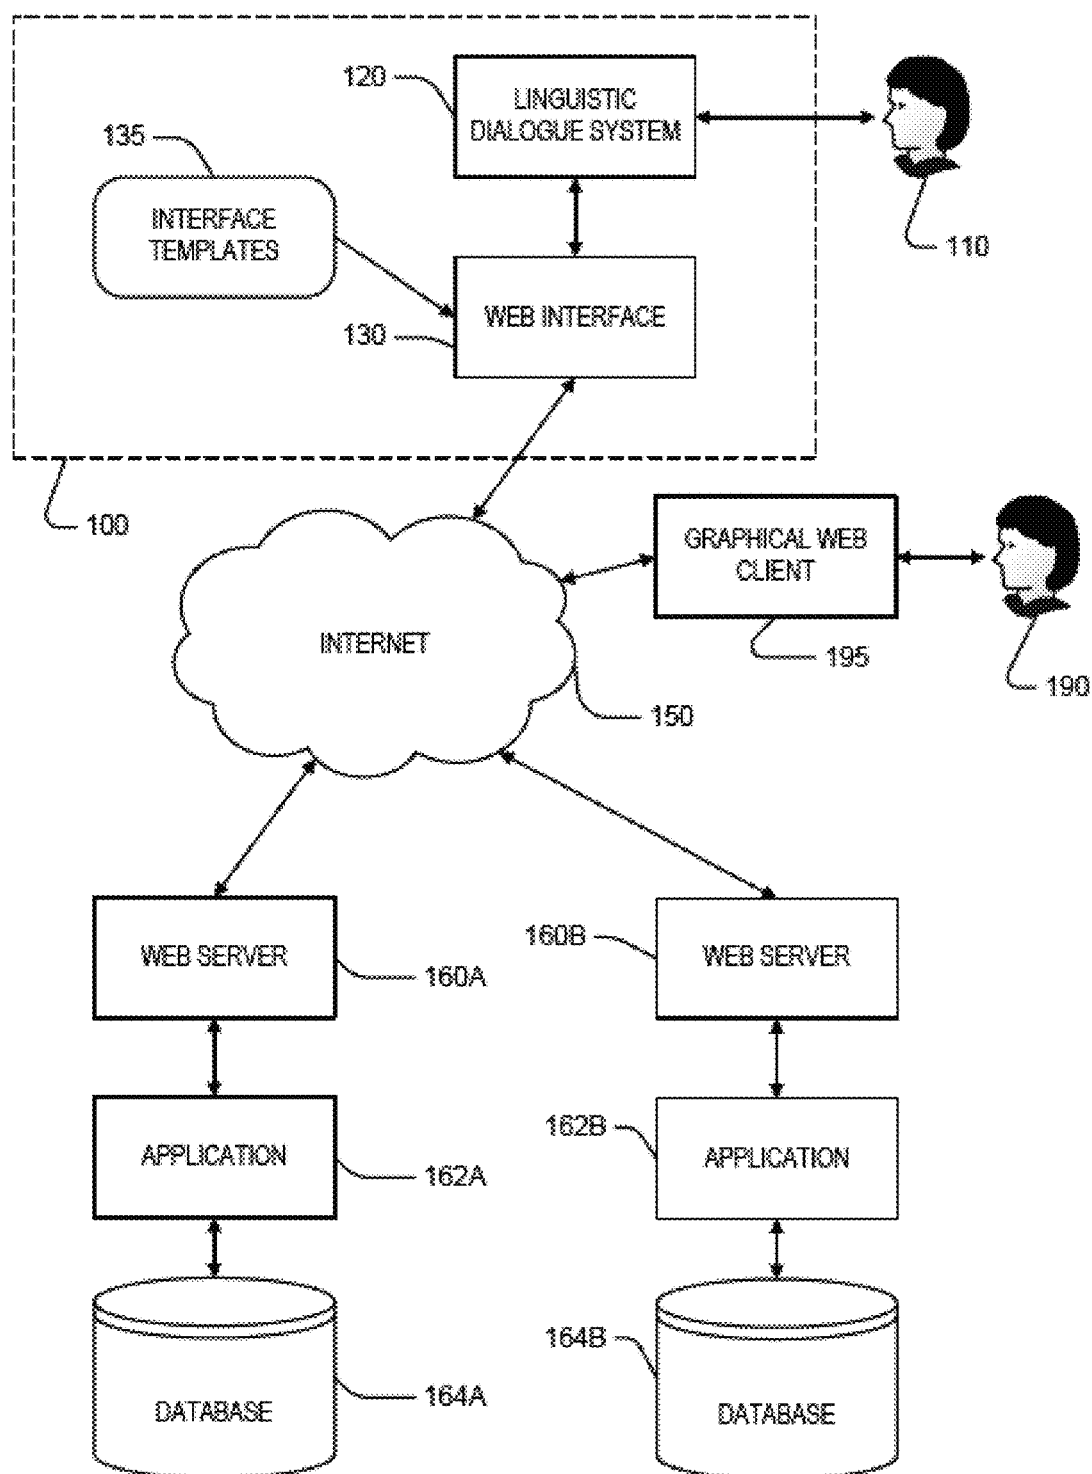 120
LINGUISTIC
DIALOGUE SYSTEM
135
INTERFACE
TEMPLATES
110
WEB INTERFACE
130
100
GRAPHICAL WEB
CLIENT
INTERNET
195
190
150
WEB SERVER
160A
160B
WEB SERVER
APPLICATION
162A
162B
APPLICATION
DATABASE
164A
164B
DATABASE